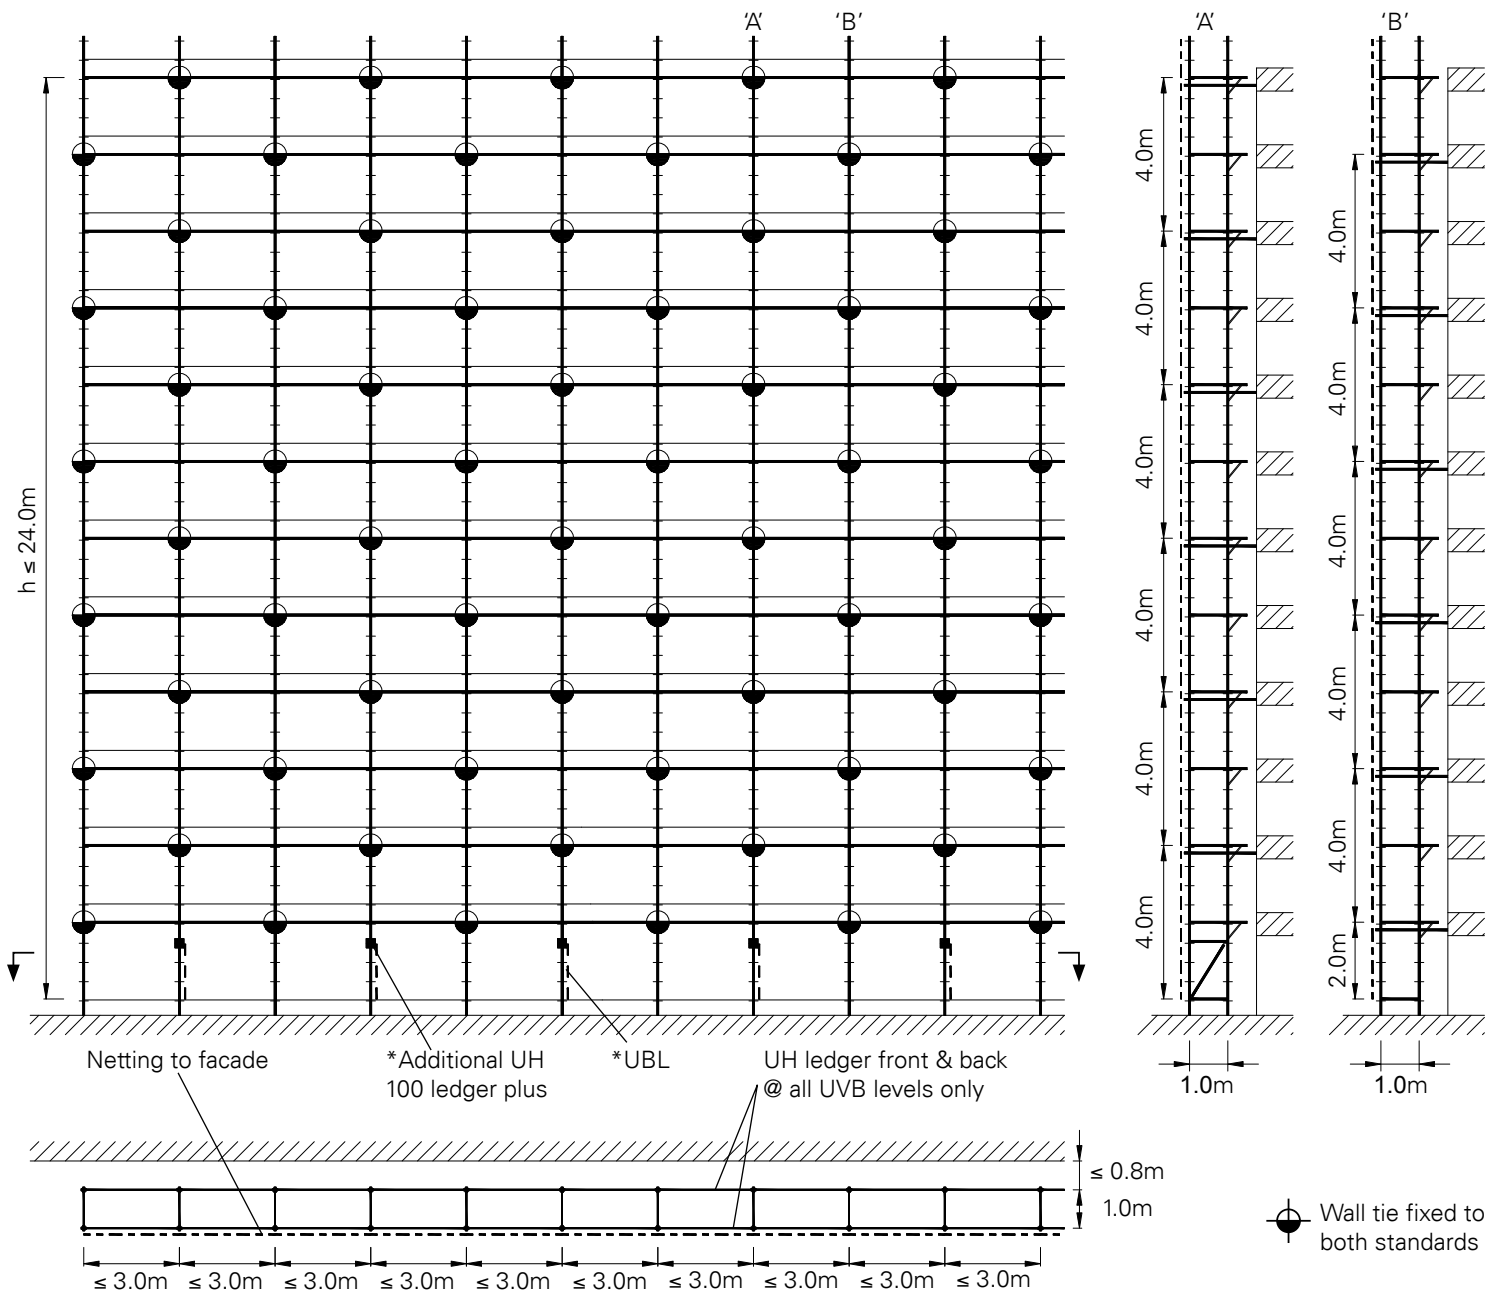 ‘A’
‘B’
‘A’
‘B’
h ≤ 24.0m
4.0m
4.0m
4.0m
4.0m
4.0m
4.0m
4.0m
4.0m
4.0m
4.0m
4.0m
2.0m
1.0m
1.0m
Netting to facade
*Additional UH
100 ledger plus
*UBL
UH ledger front & back
@ all UVB levels only
≤ 0.8m
1.0m
≤ 3.0m
≤ 3.0m
≤ 3.0m
≤ 3.0m
≤ 3.0m
≤ 3.0m
≤ 3.0m
≤ 3.0m
≤ 3.0m
≤ 3.0m
Wall tie fixed to
both standards